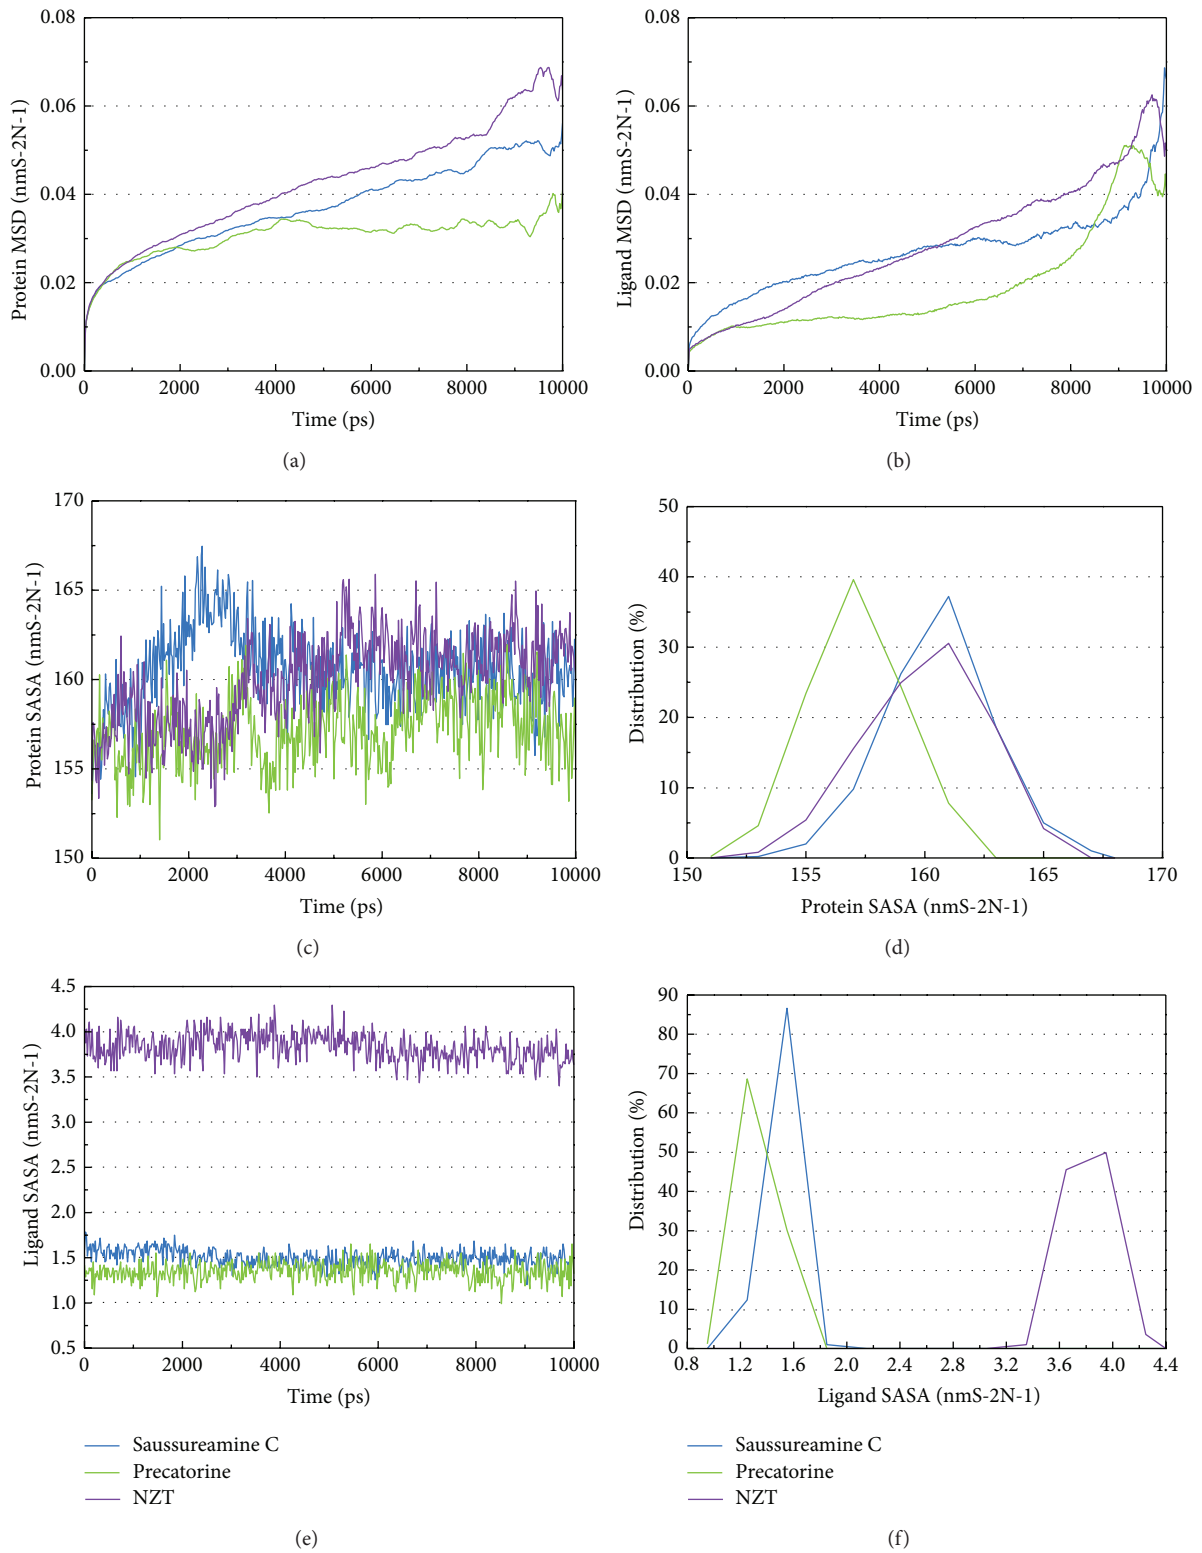 0.08
0.06
0.04
0.02
0.00
Protein MSD (nmS-2N-1)
0 2000 4000 6000 8000 10000
Time (ps)
(a)
0.08
0.06
0.04
0.02
0.00
Ligand MSD (nmS-2N-1)
0 2000 4000 6000 8000 10000
Time (ps)
(b)
170
165
160
155
150
Protein SASA (nmS-2N-1)
0 2000 4000 6000 8000 10000
Time (ps)
(c)
50
40
30
20
10
0
Distribution (%)
150 155 160 165 170
Protein SASA (nmS-2N-1)
(d)
4.5
4.0
3.5
3.0
2.5
2.0
1.5
1.0
0.5
Ligand SASA (nmS-2N-1)
0 2000 4000 6000 8000 10000
Time (ps)
Saussureamine C
Precatorine
NZT
(e)
90
80
70
60
50
40
30
20
10
0
Distribution (%)
0.8 1.2 1.6 2.0 2.4 2.8 3.2 3.6 4.0 4.4
Ligand SASA (nmS-2N-1)
Saussureamine C
Precatorine
NZT
(f)